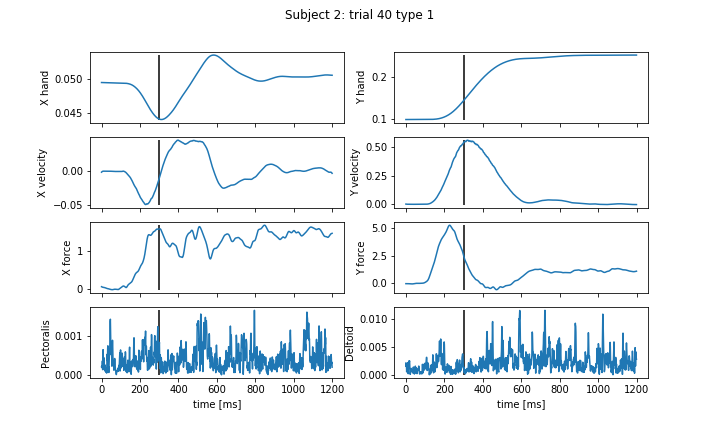 Subject 2: trial 40 type 1
X hand
0.050
0.045
Y hand
0.2
0.1
X velocity
0.00
−0.05
Y velocity
0.50
0.25
0.00
X force
1
0
Y force
5.0
2.5
0.0
Pectoralis
0.001
0.000
0 200 400 600 800 1000 1200
time [ms]
Deltoid
0.010
0.005
0.000
0 200 400 600 800 1000 1200
time [ms]